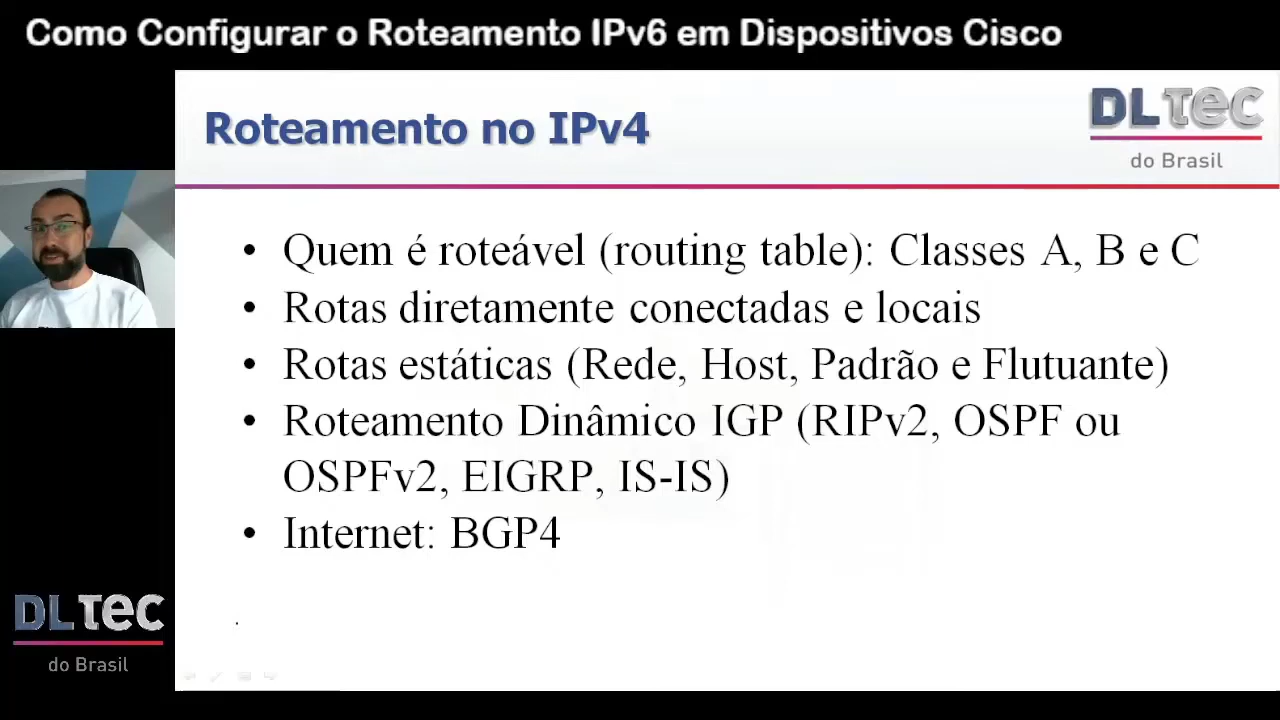 Como Configurar o Roteamento IPv6 em Dispositivos Cisco
Roteamento no IPv4
DLTEC
do Brasil
• Quem é roteável (routing table): Classes A, B e C
• Rotas diretamente conectadas e locais
• Rotas estáticas (Rede, Host, Padrão e Flutuante)
• Roteamento Dinâmico IGP (RIPv2, OSPF ou
OSPFv2, EIGRP, IS-IS)
• Internet: BGP4
DLTEC
do Brasil